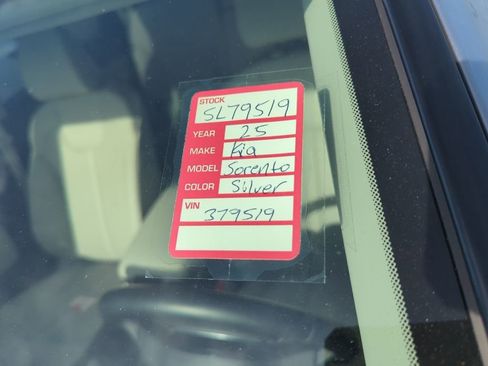 STOCK
SL79519
YEAR 25
MAKE Kia
MODEL Sorento
COLOR Silver
VIN
379519